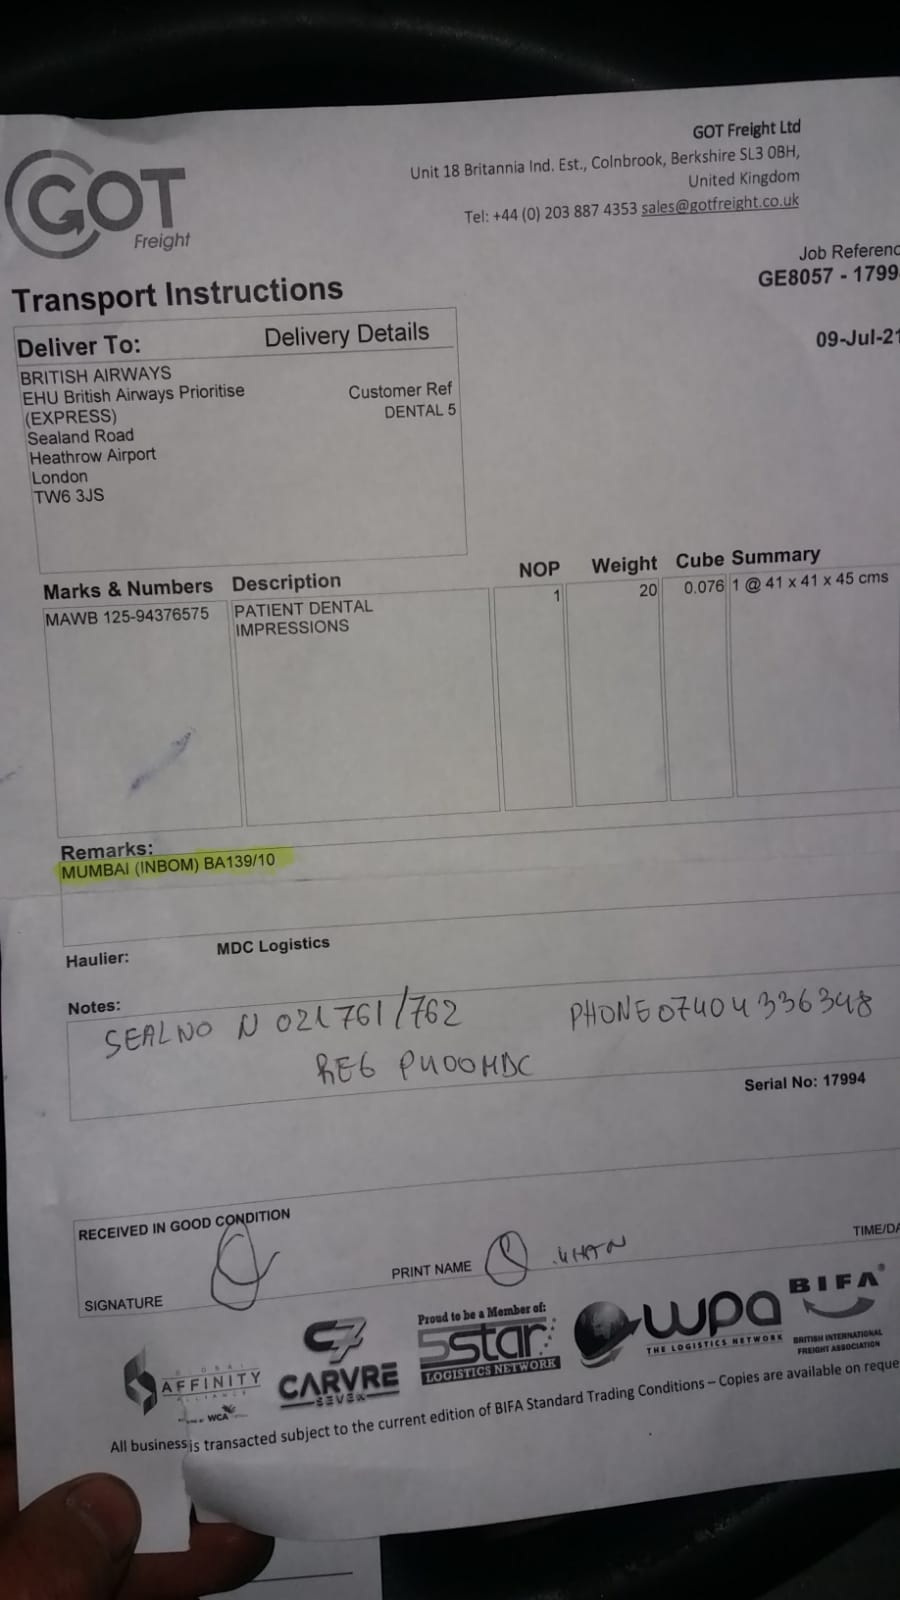 GOT
Freight
GOT Freight Ltd
Unit 18 Britannia Ind. Est., Colnbrook, Berkshire SL3 0BH,
United Kingdom
Tel: +44 (0) 203 887 4353 sales@gotfreight.co.uk
Job Referenc
GE8057 - 1799
09-Jul-21
Transport Instructions
Deliver To: Delivery Details
BRITISH AIRWAYS
EHU British Airways Prioritise
(EXPRESS)
Sealand Road
Heathrow Airport
London
TW6 3JS
Customer Ref
DENTAL 5
Marks & Numbers Description NOP Weight Cube Summary
MAWB 125-94376575 PATIENT DENTAL 1 20 0.076 1 @ 41 x 41 x 45 cms
IMPRESSIONS
Remarks:
MUMBAI (INBOM) BA139/10
Haulier: MDC Logistics
Notes:
SEAL NO N 021761/762 PHONE 07404336348
REG PU00MDC
Serial No: 17994
RECEIVED IN GOOD CONDITION
SIGNATURE
PRINT NAME
TIME/DA
GLOBAL
AFFINITY
ALLIANCE
WCA
C7
CARVRE
SEVEN
Proud to be a Member of:
5star
LOGISTICS NETWORK
wpa
THE LOGISTICS NETWORK
BIFA
BRITISH INTERNATIONAL
FREIGHT ASSOCIATION
All business is transacted subject to the current edition of BIFA Standard Trading Conditions – Copies are available on reque